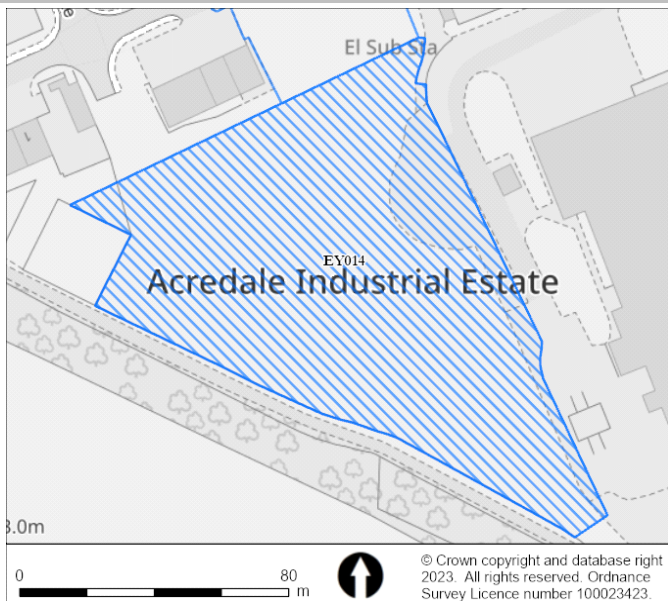 El Sub Sta
EY014
Acredale Industrial Estate
3.0m
0 80
m
© Crown copyright and database right
2023. All rights reserved. Ordnance
Survey Licence number 100023423.